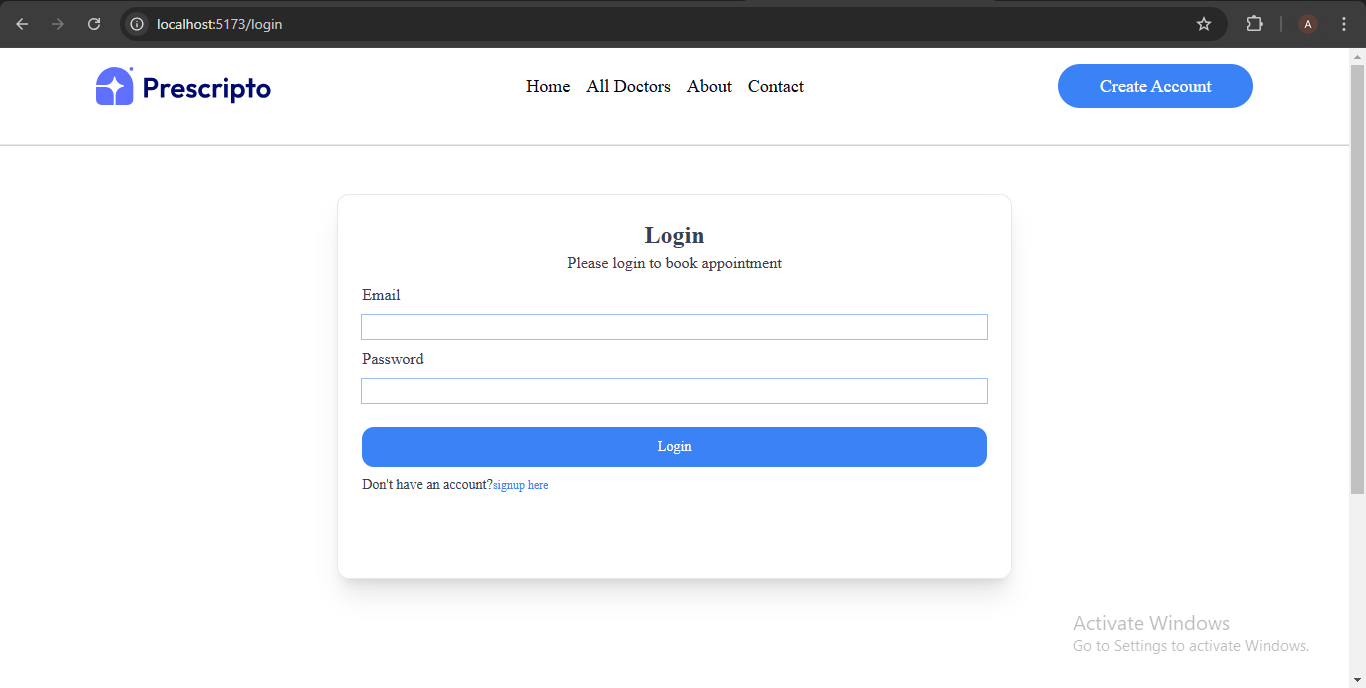 localhost:5173/login
A
Prescripto
Home All Doctors About Contact
Create Account
Login
Please login to book appointment
Email
Password
Login
Don't have an account?signup here
Activate Windows
Go to Settings to activate Windows.